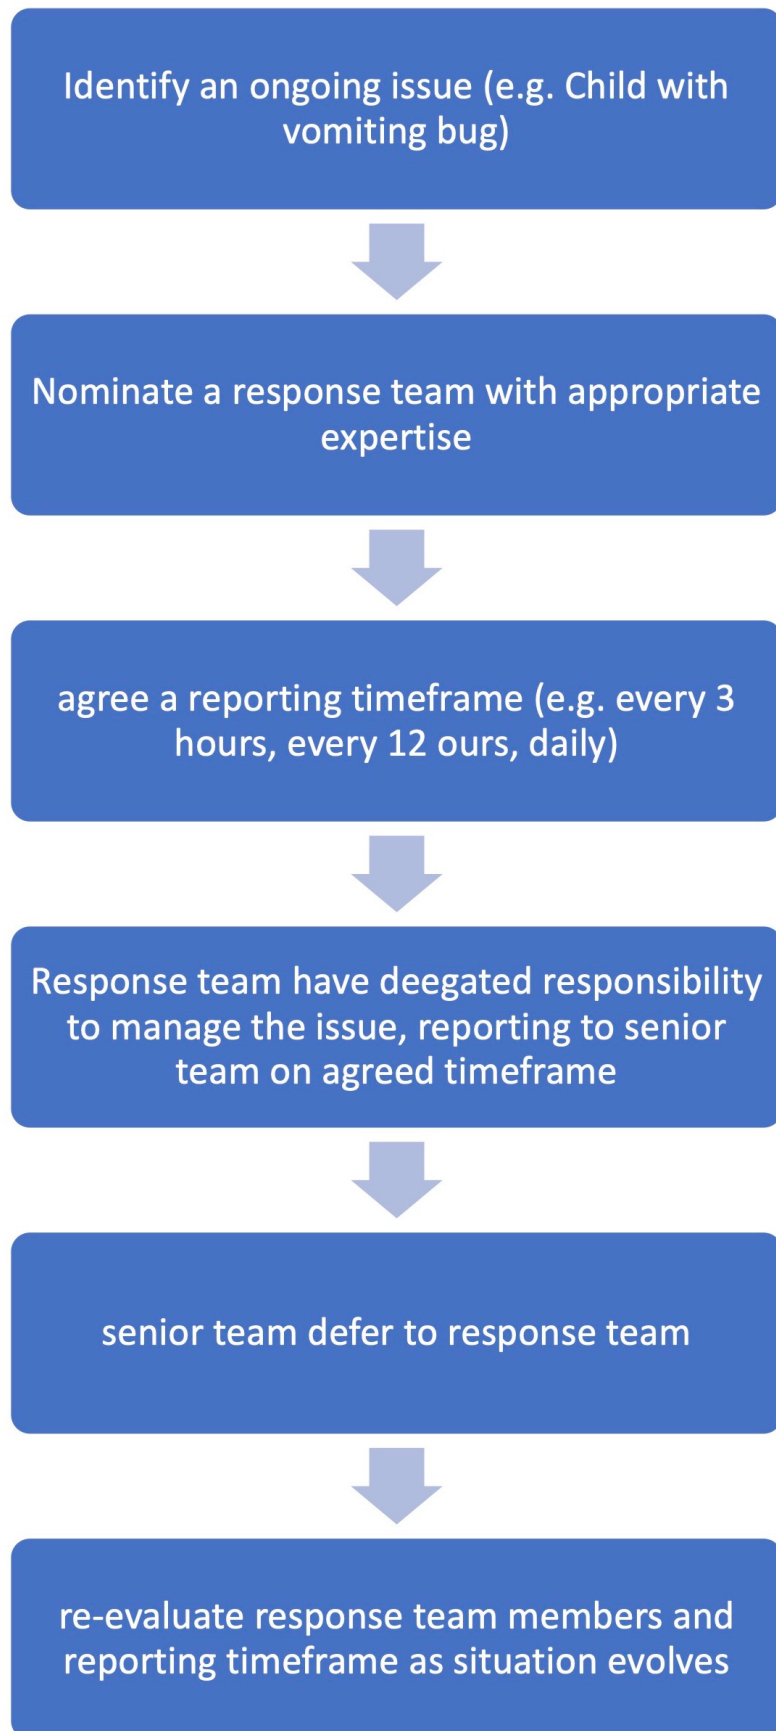 Identify an ongoing issue (e.g. Child with
vomiting bug)
Nominate a response team with appropriate
expertise
agree a reporting timeframe (e.g. every 3
hours, every 12 ours, daily)
Response team have deegated responsibility
to manage the issue, reporting to senior
team on agreed timeframe
senior team defer to response team
re-evaluate response team members and
reporting timeframe as situation evolves